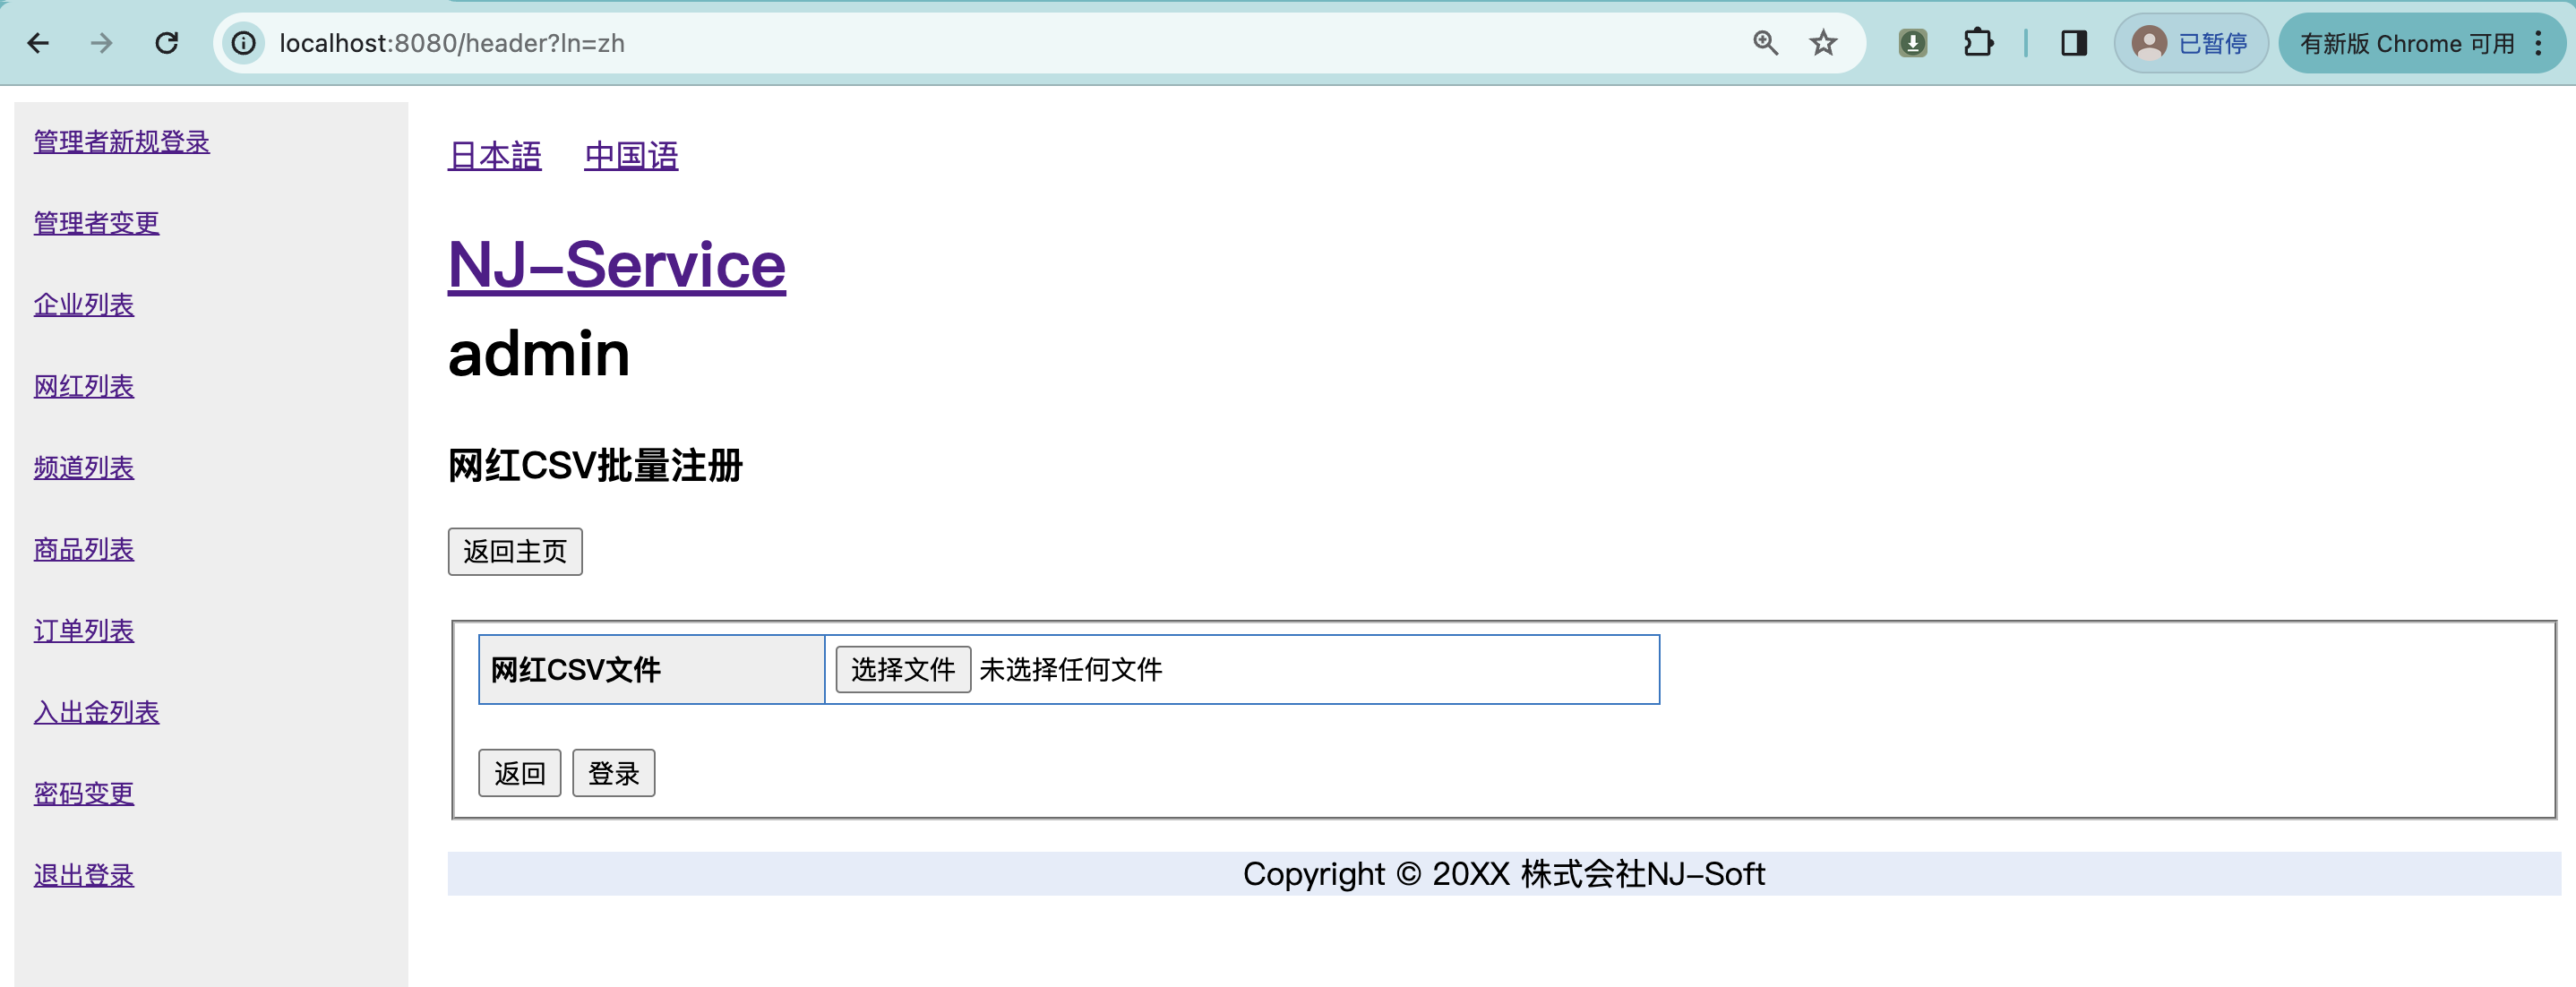 localhost:8080/header?ln=zh
已暂停
有新版 Chrome 可用
管理者新规登录
管理者变更
企业列表
网红列表
频道列表
商品列表
订单列表
入出金列表
密码变更
退出登录
日本語 中国语
NJ-Service
admin
网红CSV批量注册
返回主页
网红CSV文件 选择文件 未选择任何文件
返回 登录
Copyright © 20XX 株式会社NJ-Soft